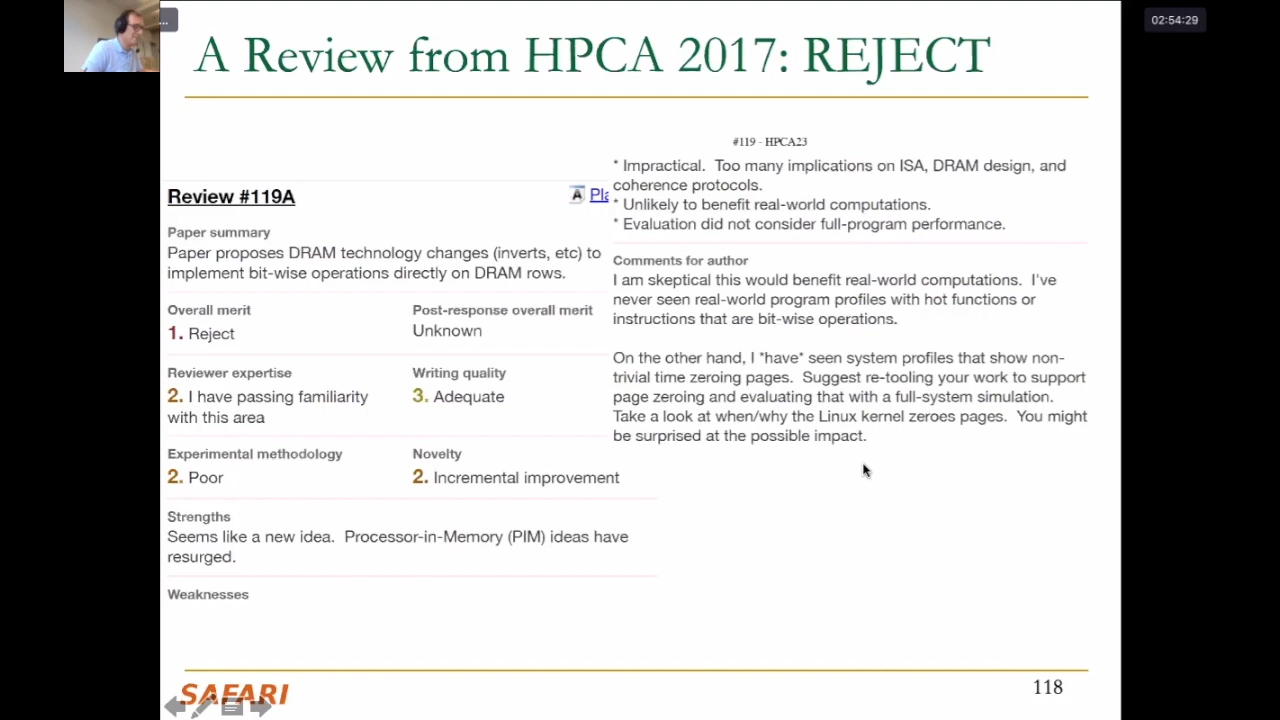 ...
02:54:29
A Review from HPCA 2017: REJECT
Review #119A
Pla
Paper summary
Paper proposes DRAM technology changes (inverts, etc) to
implement bit-wise operations directly on DRAM rows.
Overall merit
1. Reject
Post-response overall merit
Unknown
Reviewer expertise
2. I have passing familiarity
with this area
Writing quality
3. Adequate
Experimental methodology
2. Poor
Novelty
2. Incremental improvement
Strengths
Seems like a new idea.  Processor-in-Memory (PIM) ideas have
resurged.
Weaknesses
#119 - HPCA23
* Impractical.  Too many implications on ISA, DRAM design, and
coherence protocols.
* Unlikely to benefit real-world computations.
* Evaluation did not consider full-program performance.
Comments for author
I am skeptical this would benefit real-world computations.  I've
never seen real-world program profiles with hot functions or
instructions that are bit-wise operations.
On the other hand, I *have* seen system profiles that show non-
trivial time zeroing pages.  Suggest re-tooling your work to support
page zeroing and evaluating that with a full-system simulation.
Take a look at when/why the Linux kernel zeroes pages.  You might
be surprised at the possible impact.
SAFARI
118